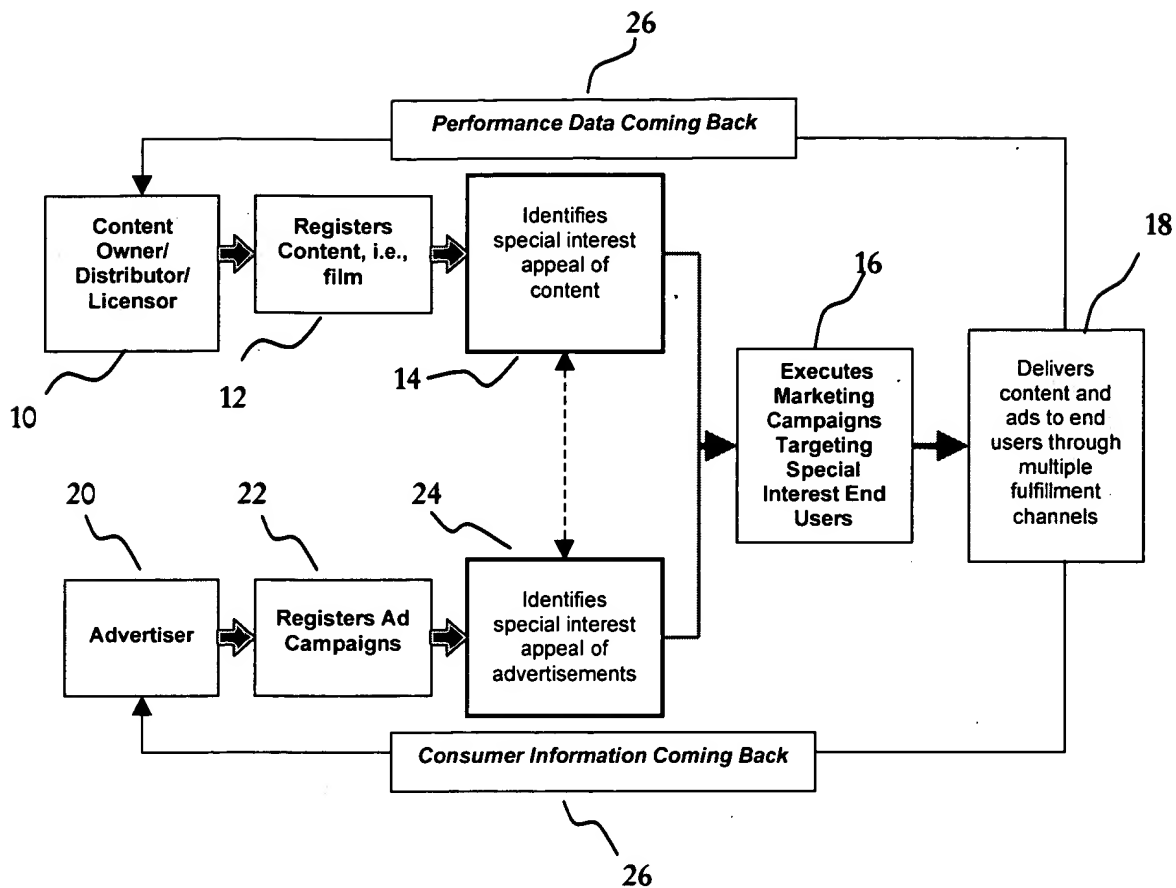 26
Performance Data Coming Back
Content
Owner/
Distributor/
Licensor
Registers
Content, i.e.,
film
Identifies
special interest
appeal of
content
18
16
10
12
14
Executes
Marketing
Campaigns
Targeting
Special
Interest End
Users
Delivers
content and
ads to end
users through
multiple
fulfillment
channels
20
22
24
Advertiser
Registers Ad
Campaigns
Identifies
special interest
appeal of
advertisements
Consumer Information Coming Back
26